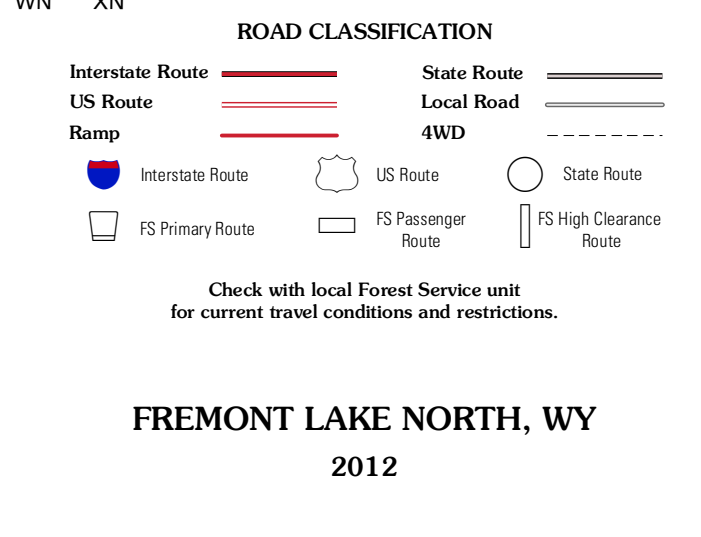 WN XN
ROAD CLASSIFICATION
Interstate Route
State Route
US Route
Local Road
Ramp
4WD
Interstate Route
US Route
State Route
FS Primary Route
FS Passenger
Route
FS High Clearance
Route
Check with local Forest Service unit
for current travel conditions and restrictions.
FREMONT LAKE NORTH, WY
2012